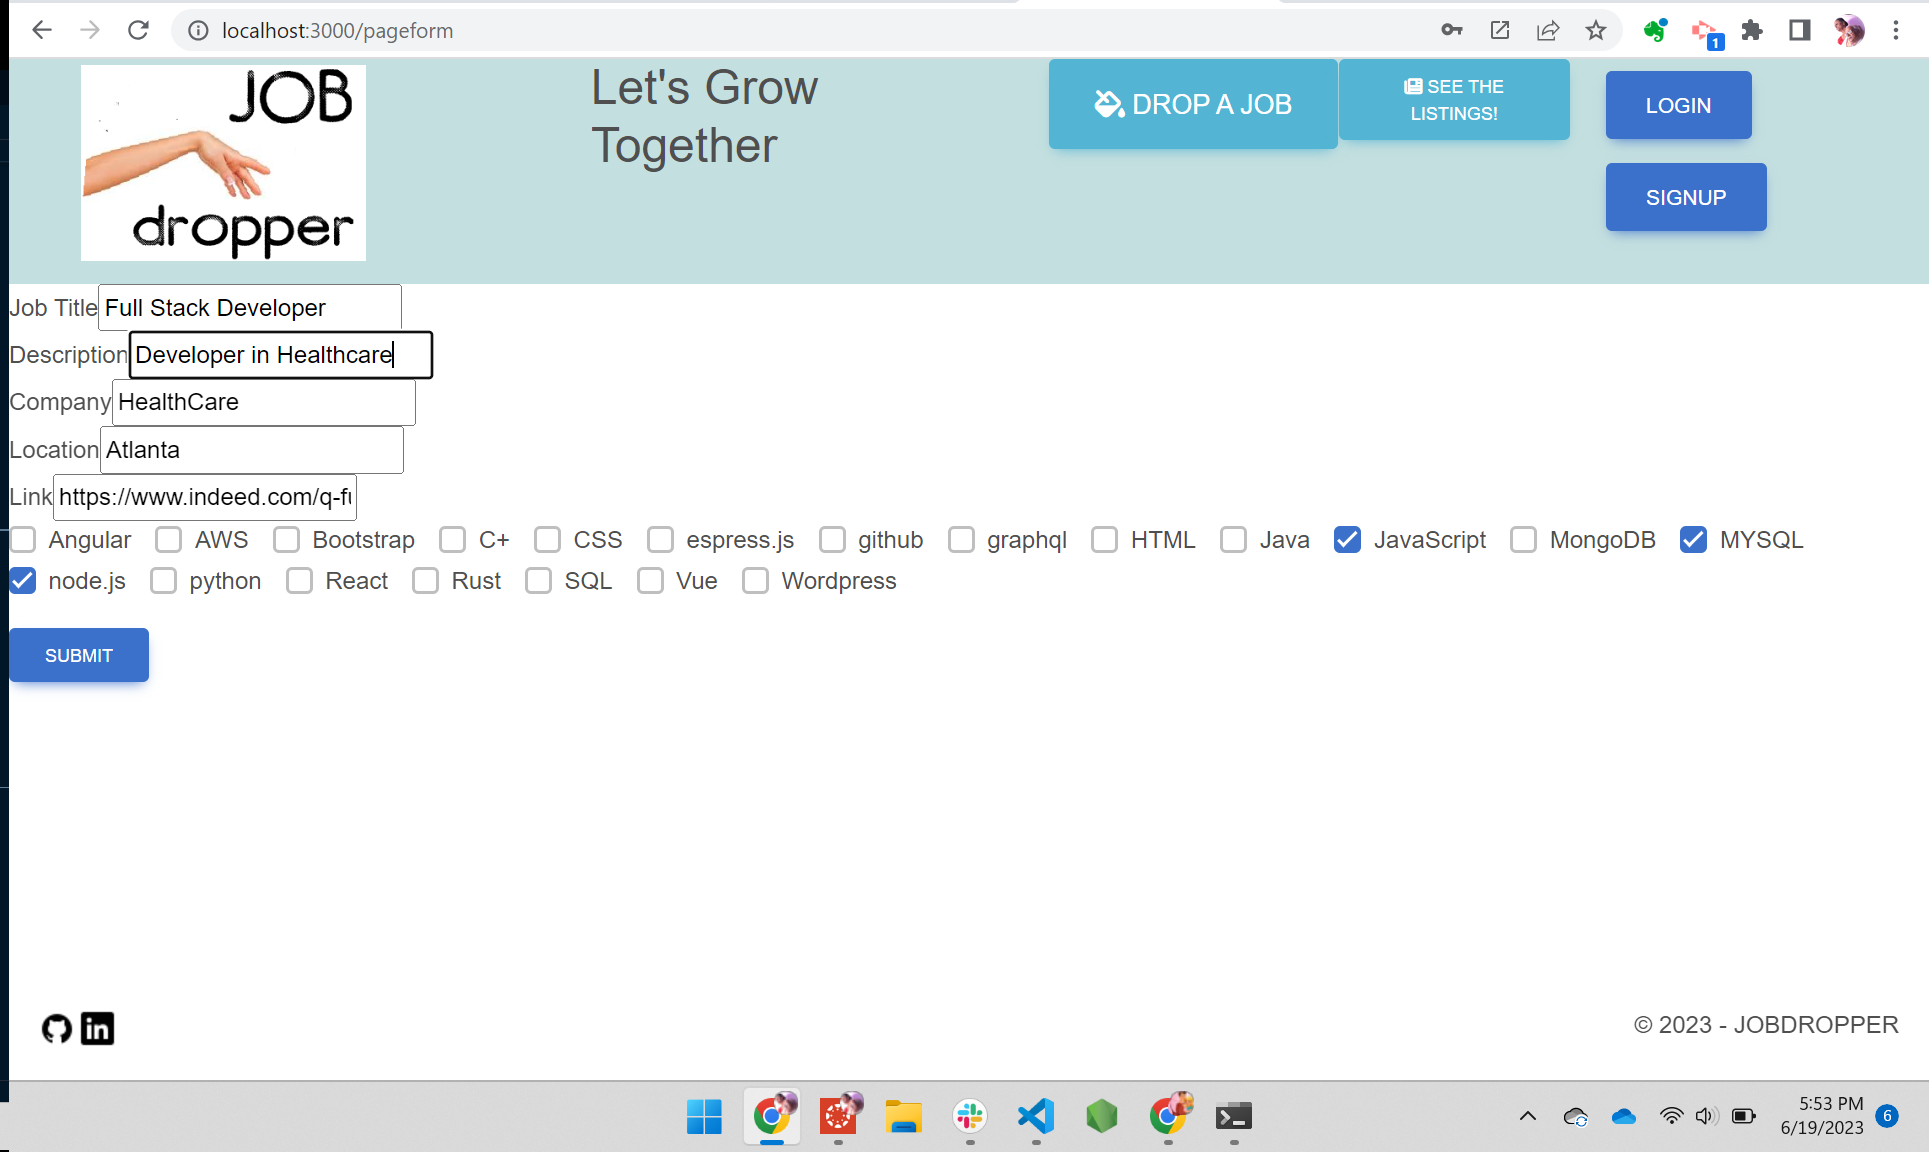 localhost:3000/pageform
1
JOB
dropper
Let's Grow
Together
DROP A JOB
SEE THE
LISTINGS!
LOGIN
SIGNUP
Job Title Full Stack Developer
Description Developer in Healthcare
Company HealthCare
Location Atlanta
Link https://www.indeed.com/q-fu
Angular AWS Bootstrap C+ CSS espress.js github graphql HTML Java JavaScript MongoDB MYSQL
node.js python React Rust SQL Vue Wordpress
SUBMIT
in
© 2023 - JOBDROPPER
5:53 PM
6/19/2023
6